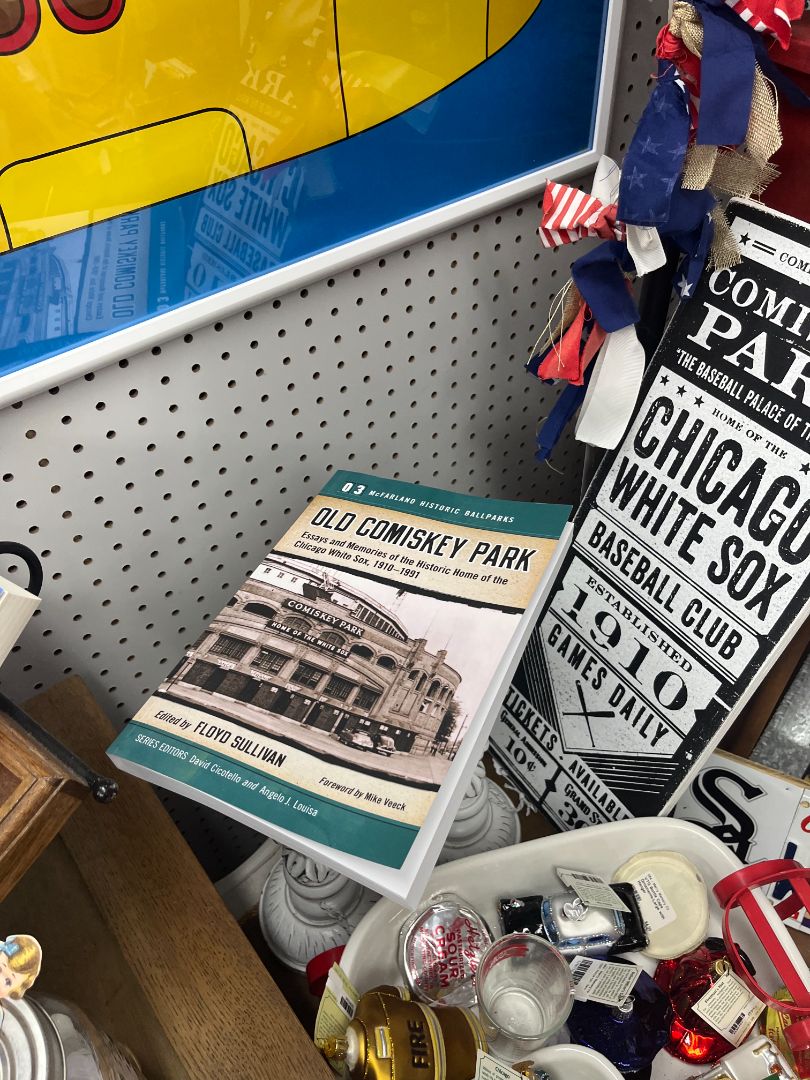 03 McFARLAND HISTORIC BALLPARKS
OLD COMISKEY PARK
Essays and Memories of the Historic Home of the
Chicago White Sox, 1910–1991
COMISKEY PARK
HOME OF THE WHITE SOX
Edited by FLOYD SULLIVAN
Foreword by Mike Veeck
SERIES EDITORS David Cicotello and Angelo J. Louisa
"THE BASEBALL PALACE OF
HOME OF THE
CHICAGO
WHITE SOX
BASEBALL CLUB
ESTABLISHED
1910
GAMES DAILY
TICKETS AVAILABLE
10¢
SOUR
CREAM
FIRE